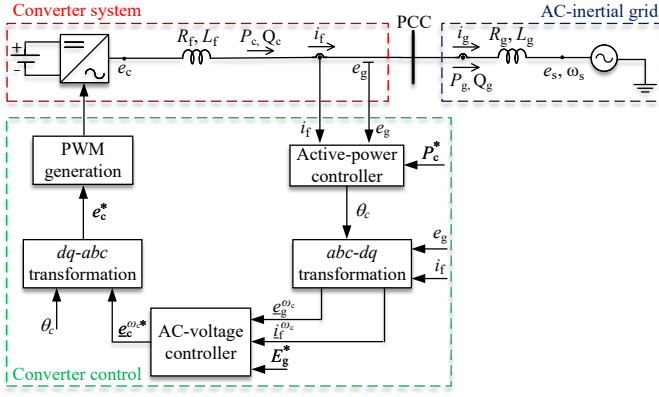 Converter system
PCC
AC-inertial grid
+
−
e_c
R_f, L_f
P_c, Q_c
i_f
e_g
i_g
R_g, L_g
P_g, Q_g
e_s, ω_s
i_f
e_g
PWM
generation
Active-power
controller
P_c^*
e_c^*
θ_c
dq-abc
transformation
abc-dq
transformation
e_g
i_f
θ_c
e_c^{ω_c*}
AC-voltage
controller
e_g^{ω_c}
i_f^{ω_c}
E_g^*
Converter control